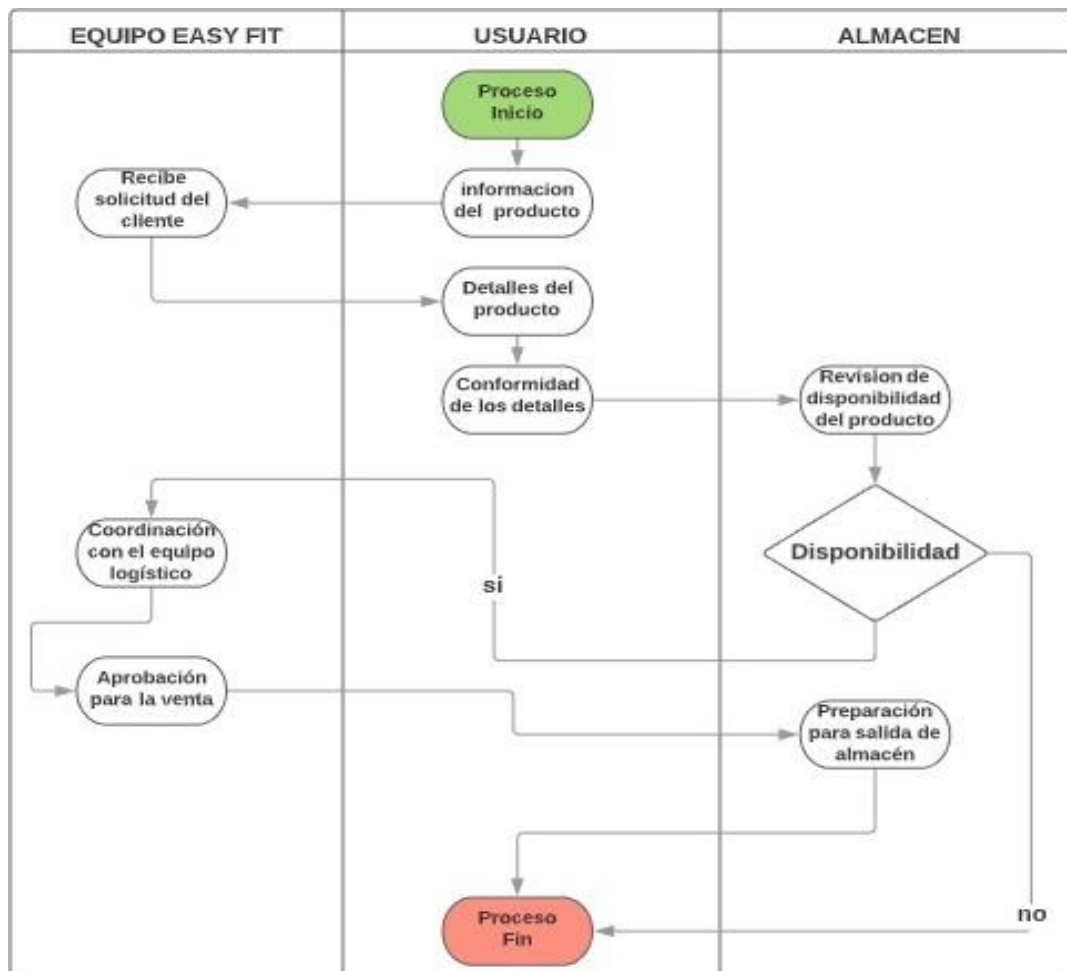 EQUIPO EASY FIT
USUARIO
ALMACEN
Proceso
Inicio
informacion
del producto
Recibe
solicitud del
cliente
Detalles del
producto
Conformidad
de los detalles
Revision de
disponibilidad
del producto
Disponibilidad
si
Coordinación
con el equipo
logístico
Aprobación
para la venta
Preparación
para salida de
almacén
no
Proceso
Fin